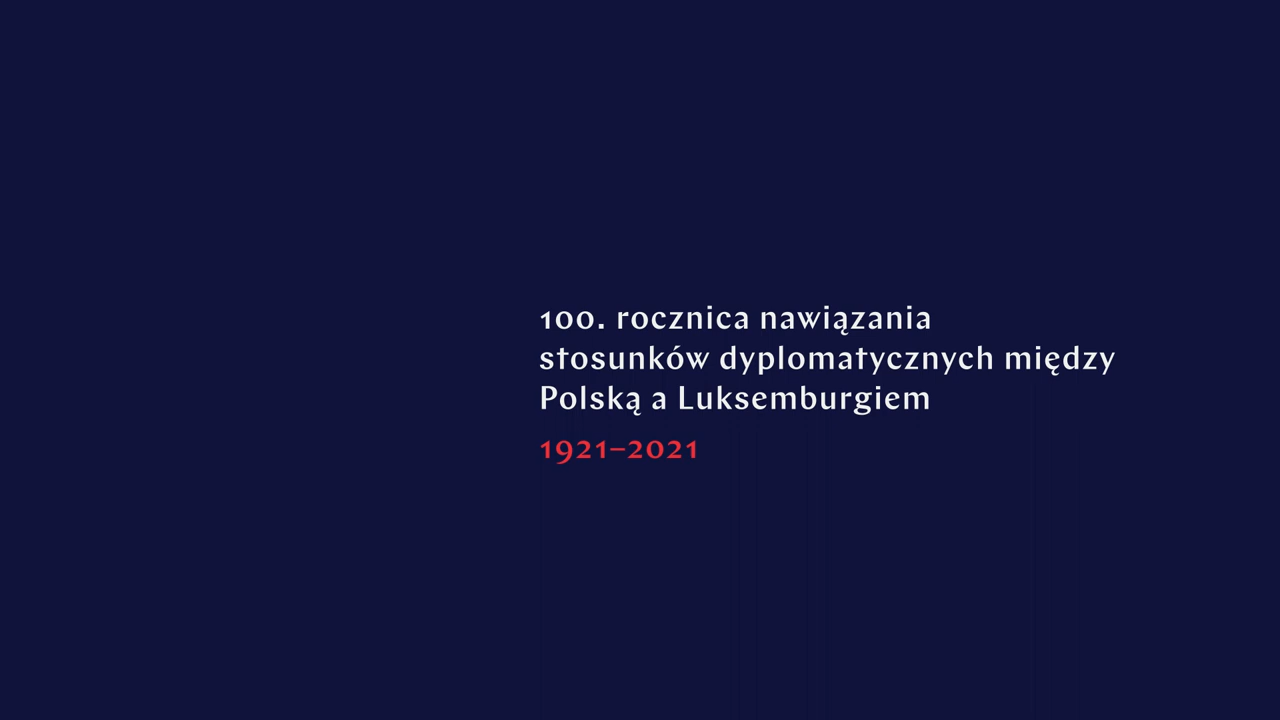 100. rocznica nawiązania
stosunków dyplomatycznych między
Polską a Luksemburgiem
1921–2021